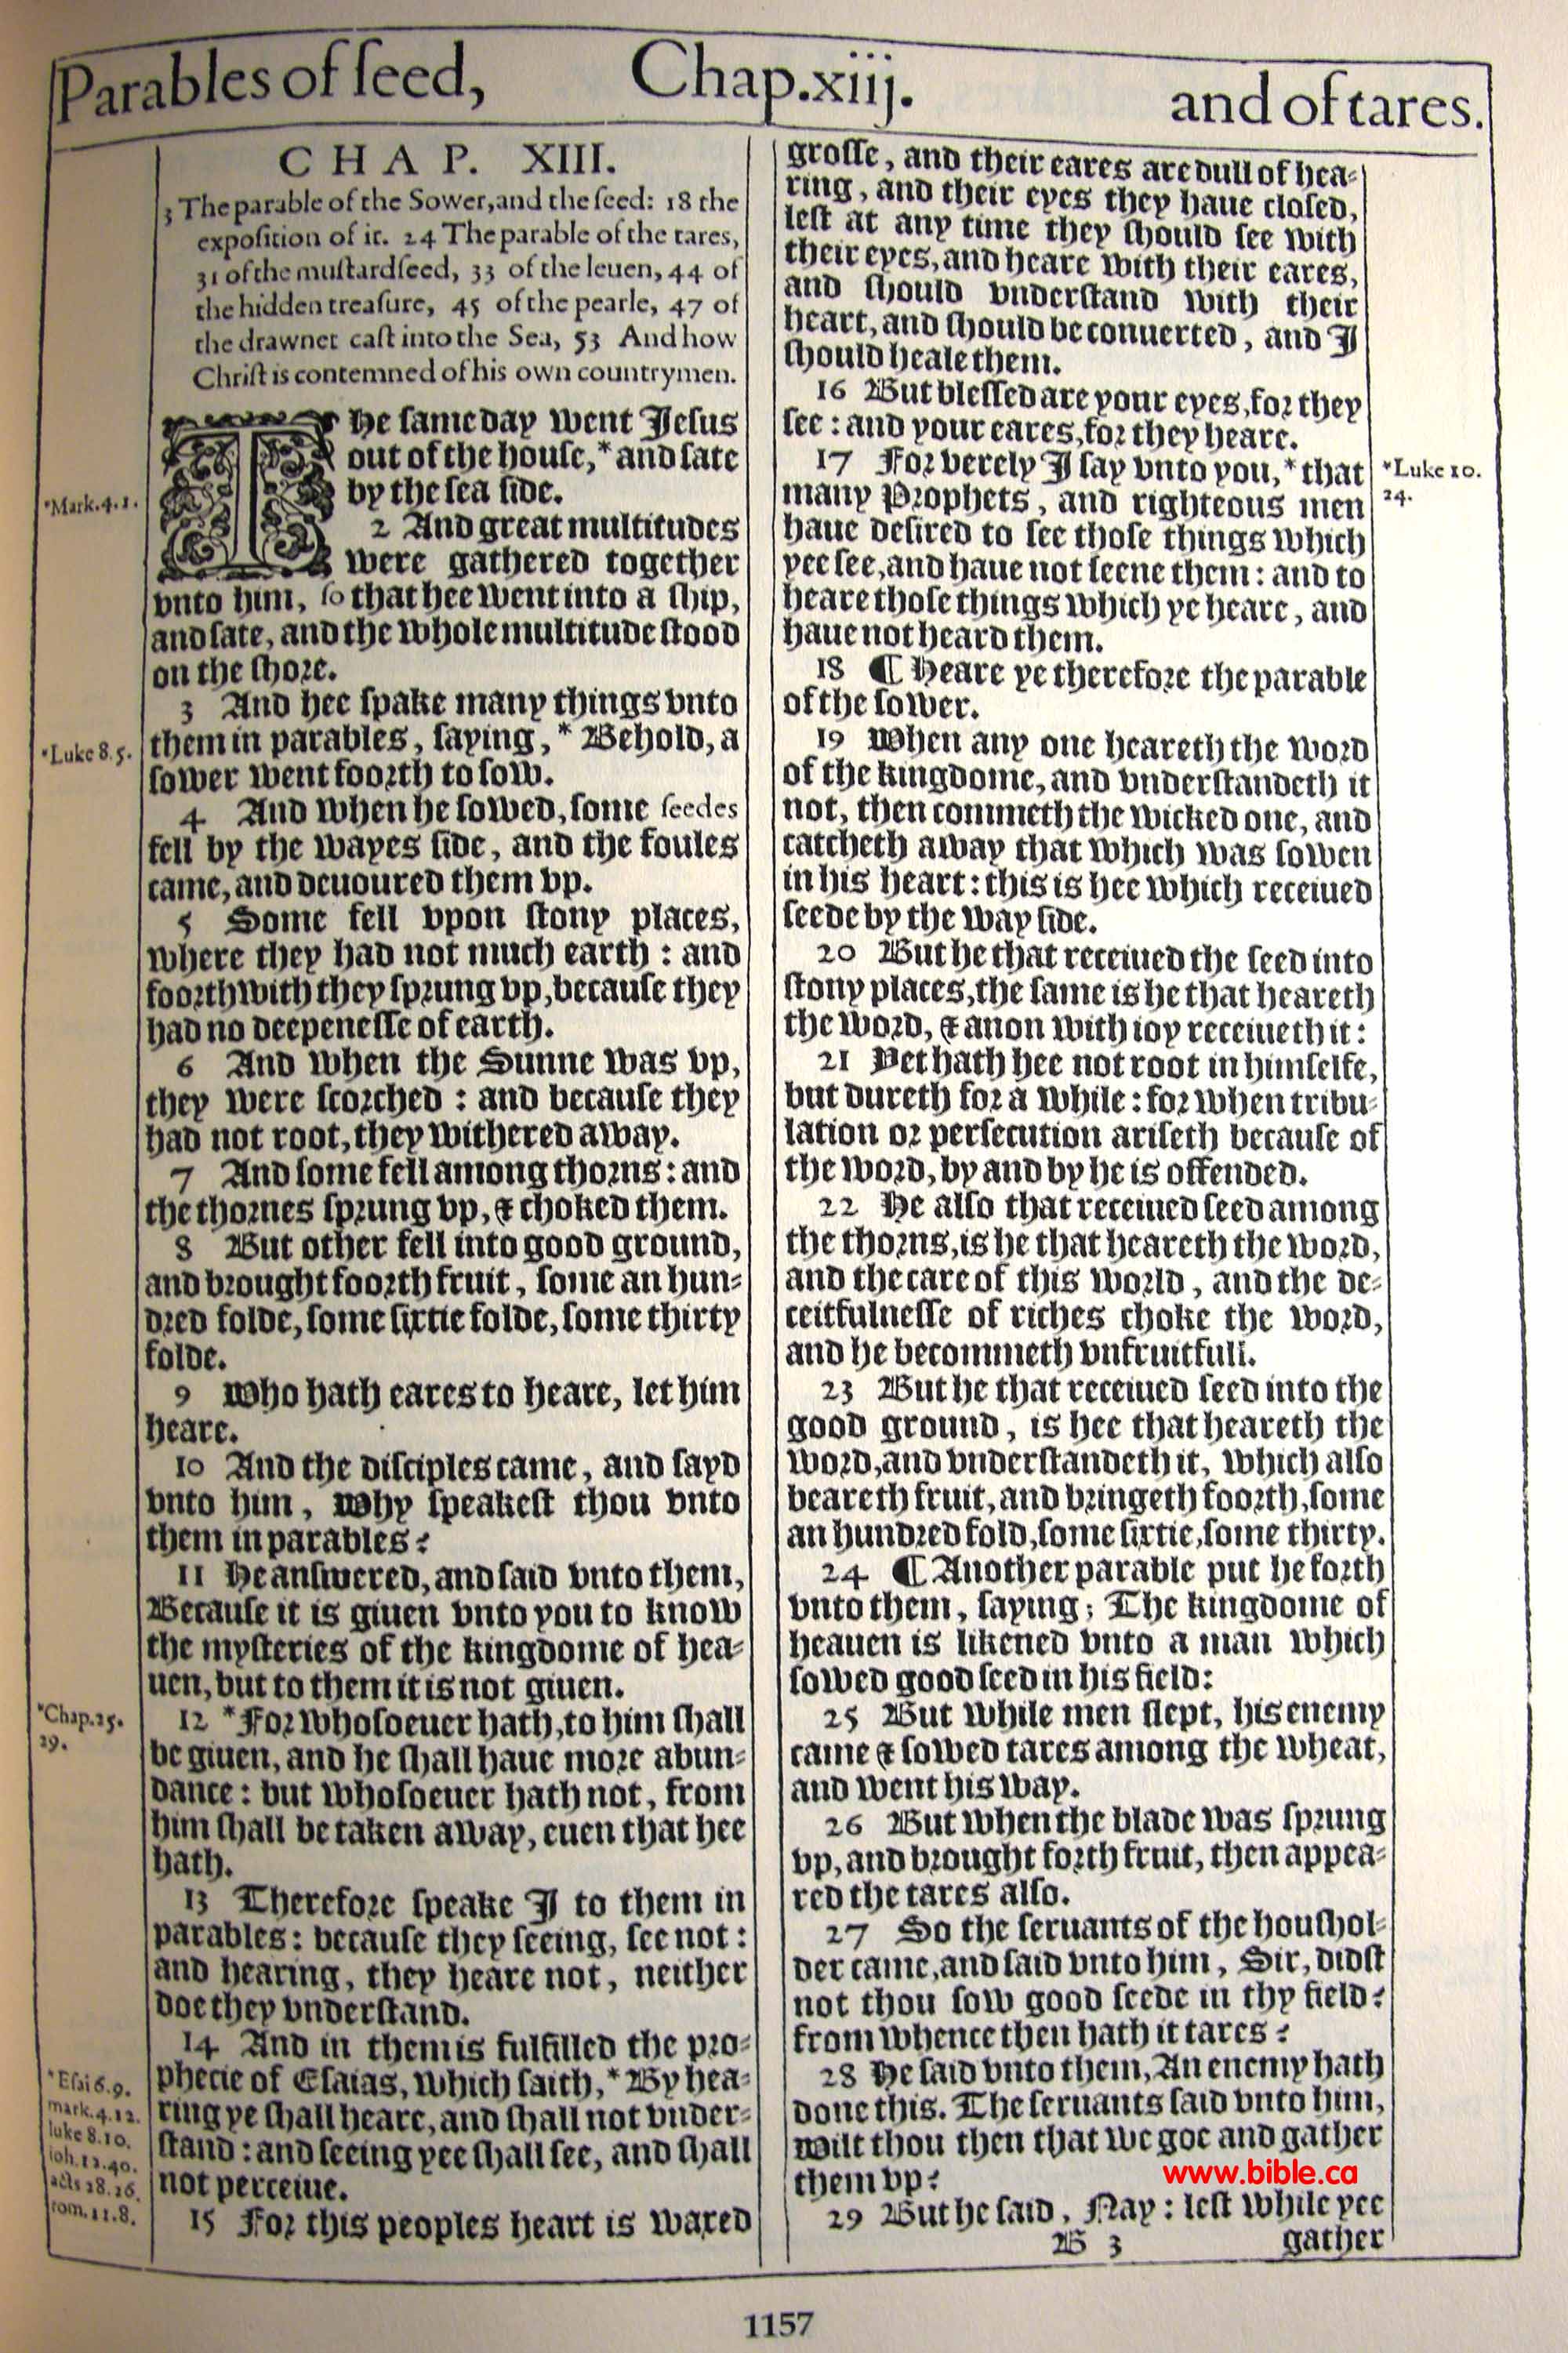 Parables of ſeed, Chap.xiij. and of tares.
CHAP. XIII.
3 The parable of the Sower, and the ſeed: 18 the
expoſition of it. 24 The parable of the tares,
31 of the muſtard ſeed, 33 of the leuen, 44 of
the hidden treaſure, 45 of the pearle, 47 of
the drawnet caſt into the Sea, 53 And how
Chriſt is contemned of his own countrymen.
The ſame day went Jeſus
out of the houſe,* and ſate
by the ſea ſide.
*Mark.4.1.
2 And great multitudes
were gathered together
vnto him, ſo that hee went into a ſhip,
and ſate, and the whole multitude ſtood
on the ſhore.
3 And hee ſpake many things vnto
them in parables, ſaying,* Behold, a
*Luke 8.5.
ſower went foorth to ſow.
4 And when he ſowed, ſome ſeedes
fell by the wayes ſide, and the foules
came, and deuoured them vp.
5 Some fell vpon ſtony places,
where they had not much earth: and
foorthwith they ſprung vp, becauſe they
had no deepeneſſe of earth.
6 And when the Sunne was vp,
they were ſcorched: and becauſe they
had not root, they withered away.
7 And ſome fell among thorns: and
the thornes ſprung vp, & choked them.
8 But other fell into good ground,
and brought foorth fruit, ſome an hun-
dred folde, ſome ſixtie folde, ſome thirty
folde.
9 Who hath eares to heare, let him
heare.
10 And the diſciples came, and ſayd
vnto him, Why ſpeakeſt thou vnto
them in parables?
11 He anſwered, and ſaid vnto them,
Becauſe it is giuen vnto you to know
the myſteries of the kingdome of hea-
uen, but to them it is not giuen.
12 *For whoſoeuer hath, to him ſhall
*Chap.25.
29.
be giuen, and he ſhall haue more abun-
dance: but whoſoeuer hath not, from
him ſhall be taken away, euen that hee
hath.
13 Therefore ſpeake I to them in
parables: becauſe they ſeeing, ſee not:
and hearing, they heare not, neither
doe they vnderſtand.
14 And in them is fulfilled the pro-
phecie of Eſaias, which ſaith,* By hea-
*Eſai 6.9.
mark.4.12.
luke 8.10.
ioh.12.40.
acts 28.26.
rom.11.8.
ring ye ſhall heare, and ſhall not vnder-
ſtand: and ſeeing yee ſhall ſee, and ſhall
not perceiue.
15 For this peoples heart is waxed
groſſe, and their eares are dull of hea-
ring, and their eyes they haue cloſed,
leſt at any time they ſhould ſee with
their eyes, and heare with their eares,
and ſhould vnderſtand with their
heart, and ſhould be conuerted, and I
ſhould heale them.
16 But bleſſed are your eyes, for they
ſee: and your eares, for they heare.
17 For verely I ſay vnto you,* that
*Luke 10.
24.
many Prophets, and righteous men
haue deſired to ſee thoſe things which
yee ſee, and haue not ſeene them: and to
heare thoſe things which ye heare, and
haue not heard them.
18 ¶ Heare ye therefore the parable
of the ſower.
19 When any one heareth the word
of the kingdome, and vnderſtandeth it
not, then commeth the wicked one, and
catcheth away that which was ſowen
in his heart: this is hee which receiued
ſeede by the way ſide.
20 But he that receiued the ſeed into
ſtony places, the ſame is he that heareth
the word, & anon with ioy receiueth it:
21 Yet hath hee not root in himſelfe,
but dureth for a while: for when tribu-
lation or perſecution ariſeth becauſe of
the word, by and by he is offended.
22 He alſo that receiued ſeed among
the thorns, is he that heareth the word,
and the care of this world, and the de-
ceitfulneſſe of riches choke the word,
and he becommeth vnfruitfull.
23 But he that receiued ſeed into the
good ground, is hee that heareth the
word, and vnderſtandeth it, which alſo
beareth fruit, and bringeth foorth, ſome
an hundred fold, ſome ſixtie, ſome thirty.
24 ¶ Another parable put he forth
vnto them, ſaying; The kingdome of
heauen is likened vnto a man which
ſowed good ſeed in his field:
25 But while men ſlept, his enemy
came & ſowed tares among the wheat,
and went his way.
26 But when the blade was ſprung
vp, and brought forth fruit, then appea-
red the tares alſo.
27 So the ſeruants of the houſhol-
der came, and ſaid vnto him, Sir, didſt
not thou ſow good ſeede in thy field?
from whence then hath it tares?
28 He ſaid vnto them, An enemy hath
done this. The ſeruants ſaid vnto him,
Wilt thou then that we goe and gather
them vp?
www.bible.ca
29 But he ſaid, Nay: leſt while yee
B 3 gather
1157